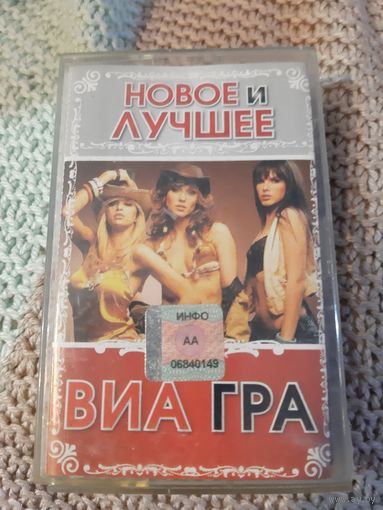 НОВОЕ и
ЛУЧШЕЕ
ИНФО
АА
06840149
ВИА ГРА